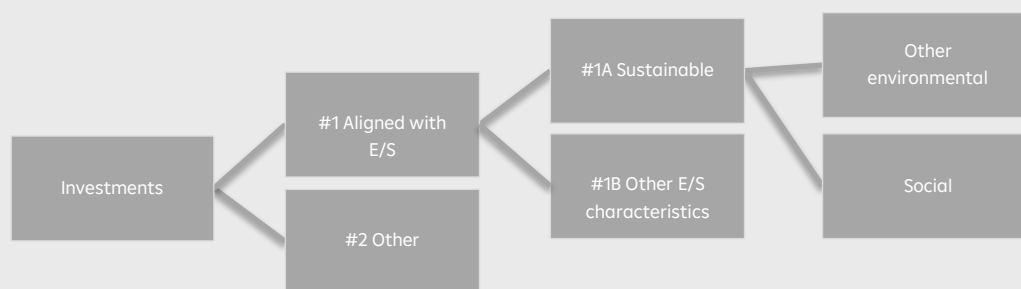 Investments
#1 Aligned with
E/S
#2 Other
#1A Sustainable
#1B Other E/S
characteristics
Other
environmental
Social